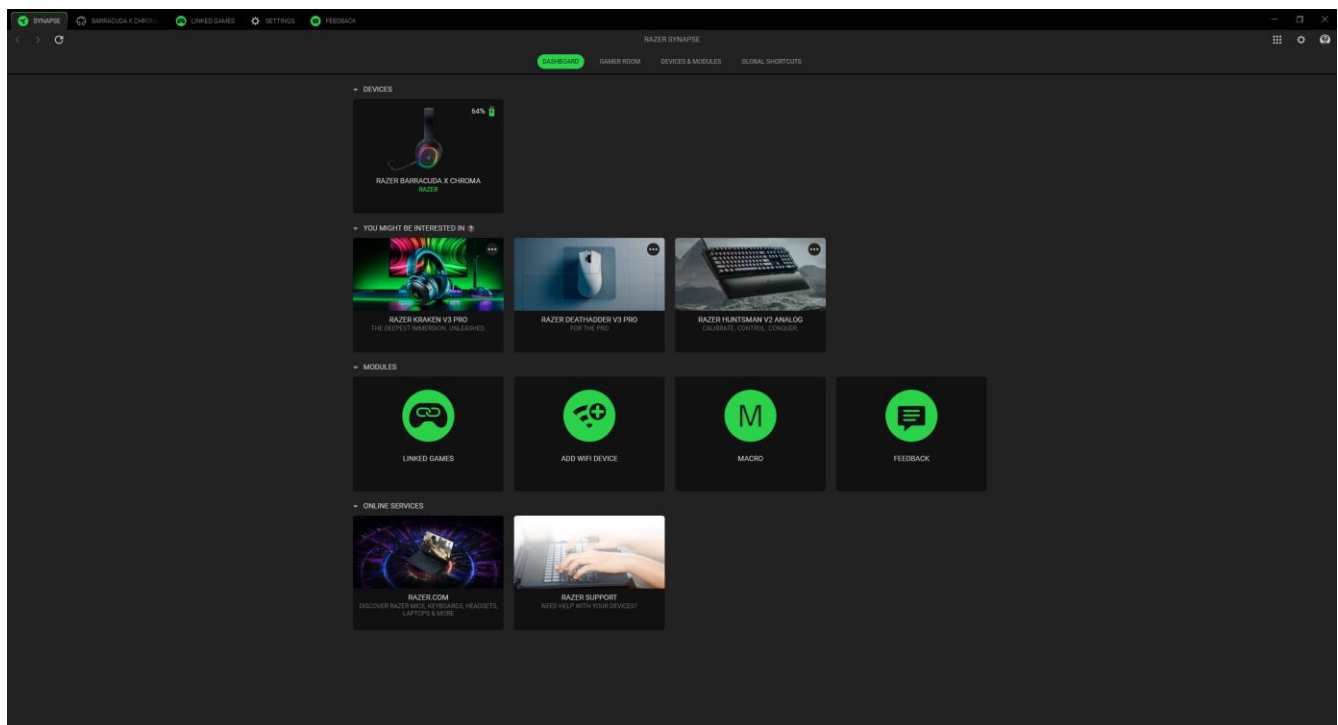 SYNAPSE
BARRACUDA X CHROM
LINKED GAMES
SETTINGS
FEEDBACK
RAZER SYNAPSE
DASHBOARD
GAMER ROOM
DEVICES & MODULES
GLOBAL SHORTCUTS
DEVICES
64%
RAZER BARRACUDA X CHROMA
RAZER
YOU MIGHT BE INTERESTED IN ?
RAZER KRAKEN V3 PRO
THE DEEPEST IMMERSION. UNLEASHED.
RAZER DEATHADDER V3 PRO
FOR THE PRO
RAZER HUNTSMAN V2 ANALOG
CALIBRATE, CONTROL, CONQUER
MODULES
LINKED GAMES
ADD WIFI DEVICE
M
MACRO
FEEDBACK
ONLINE SERVICES
RAZER.COM
DISCOVER RAZER MICE, KEYBOARDS, HEADSETS,
LAPTOPS & MORE
RAZER SUPPORT
NEED HELP WITH YOUR DEVICES?